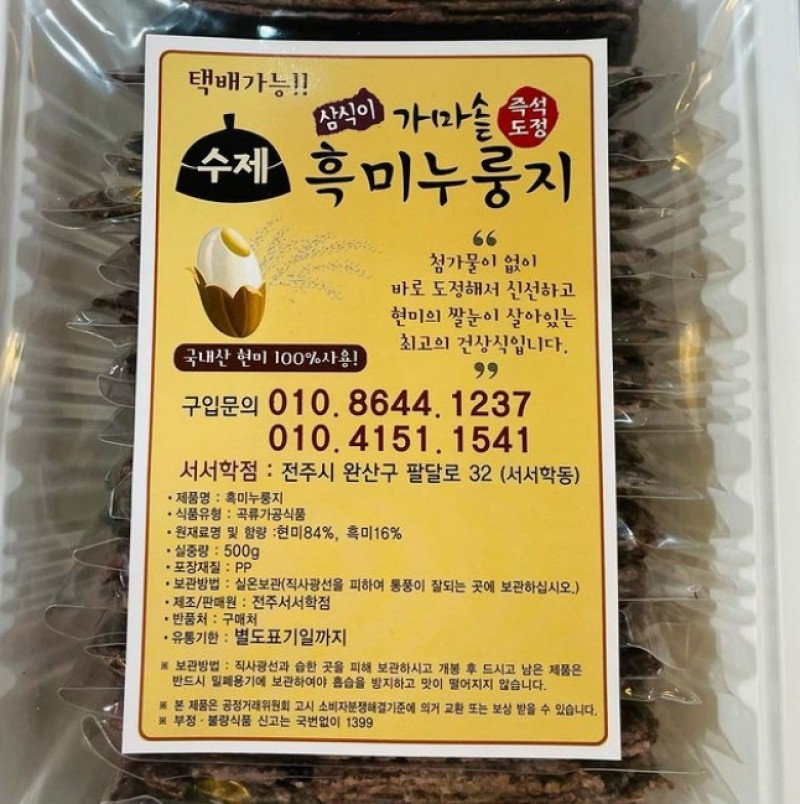 택배가능!!
삼식이 가마솥 즉석
도정
수제 흑미누룽지
“
첨가물이 없이
바로 도정해서 신선하고
현미의 쌀눈이 살아있는
최고의 건상식입니다.
”
국내산 현미 100%사용!
구입문의 010. 8644. 1237
010. 4151. 1541
서서학점 : 전주시 완산구 팔달로 32 (서서학동)
• 제품명 : 흑미누룽지
• 식품유형 : 곡류가공식품
• 원재료명 및 함량 :현미84%, 흑미16%
• 실중량 : 500g
• 포장재질 : PP
• 보관방법 : 실온보관(직사광선을 피하여 통풍이 잘되는 곳에 보관하십시오.)
• 제조/판매원 : 전주서서학점
• 반품처 : 구매처
• 유통기한 : 별도표기일까지
※ 보관방법 : 직사광선과 습한 곳을 피해 보관하시고 개봉 후 드시고 남은 제품은
반드시 밀폐용기에 보관하여야 흡습을 방지하고 맛이 떨어지지 않습니다.
※ 본 제품은 공정거래위원회 고시 소비자분쟁해결기준에 의거 교환 또는 보상 받을 수 있습니다.
※ 부정 · 불량식품 신고는 국번없이 1399